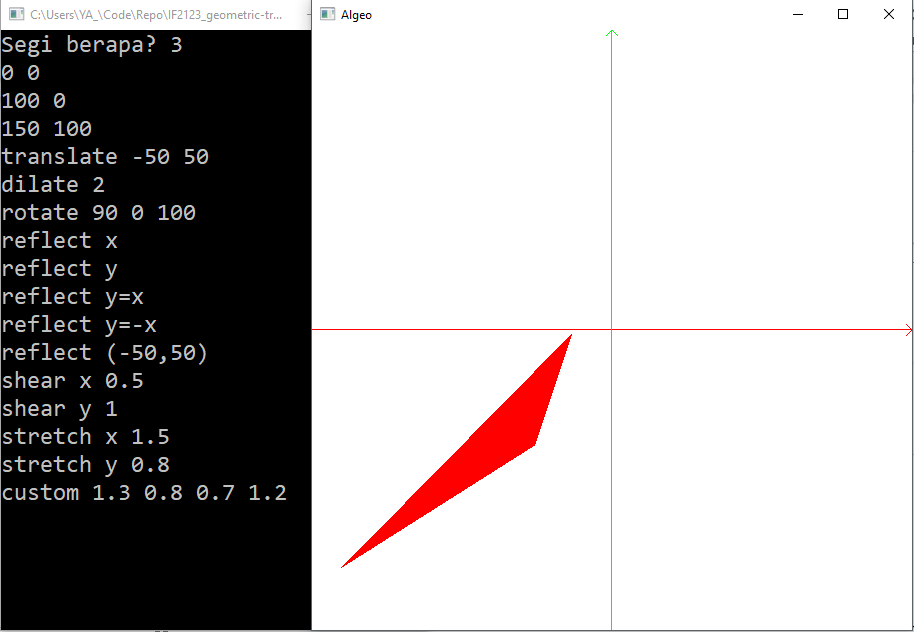 C:\Users\YA_\Code\Repo\IF2123_geometric-tr...
Algeo
Segi berapa? 3
0 0
100 0
150 100
translate -50 50
dilate 2
rotate 90 0 100
reflect x
reflect y
reflect y=x
reflect y=-x
reflect (-50,50)
shear x 0.5
shear y 1
stretch x 1.5
stretch y 0.8
custom 1.3 0.8 0.7 1.2